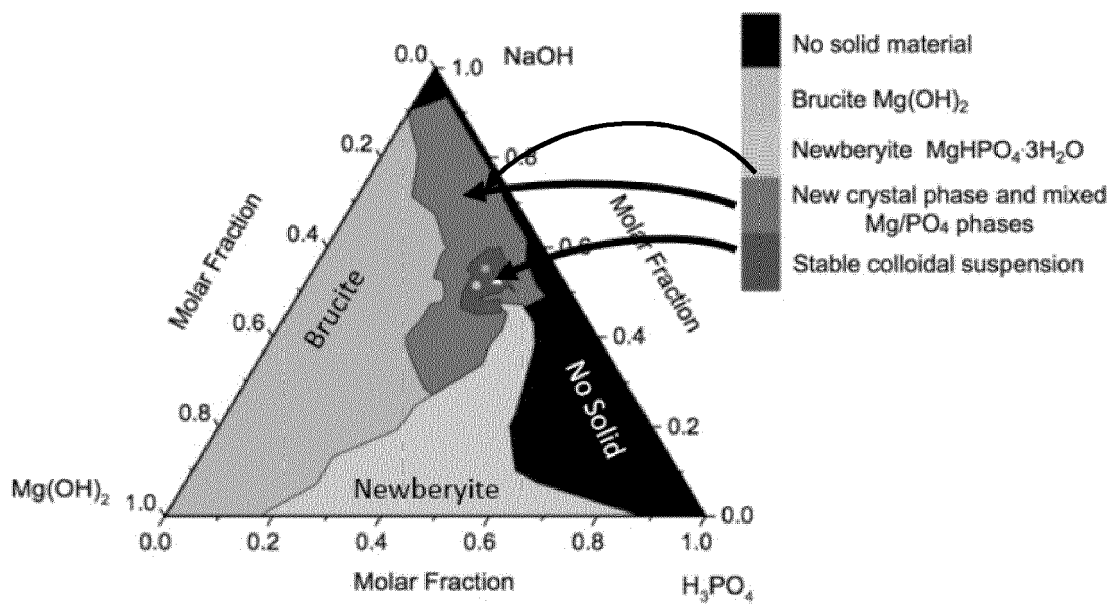 NaOH
0.0
1.0
0.2
0.8
0.4
0.6
0.6
0.4
0.8
0.2
1.0
0.0
Molar Fraction
Molar Fraction
Brucite
No Solid
Newberyite
Mg(OH)₂
0.0 0.2 0.4 0.6 0.8 1.0
Molar Fraction
H₃PO₄
No solid material
Brucite Mg(OH)₂
Newberyite MgHPO₄·3H₂O
New crystal phase and mixed
Mg/PO₄ phases
Stable colloidal suspension